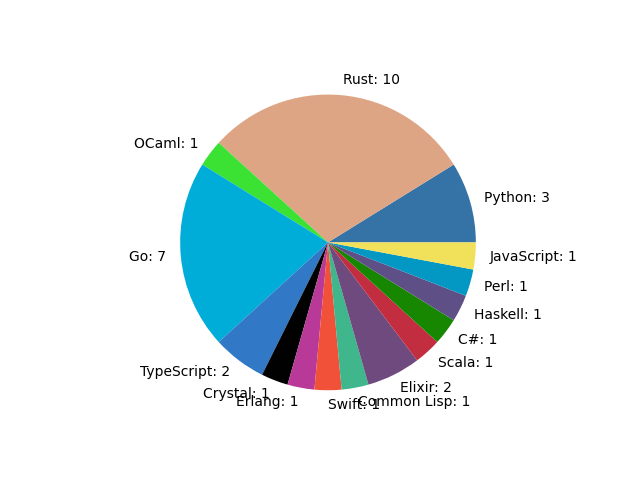 Rust: 10
OCaml: 1
Python: 3
Go: 7
JavaScript: 1
Perl: 1
Haskell: 1
C#: 1
Scala: 1
TypeScript: 2
Elixir: 2
Crystal: 1
Erlang: 1
Swift: 1
Common Lisp: 1